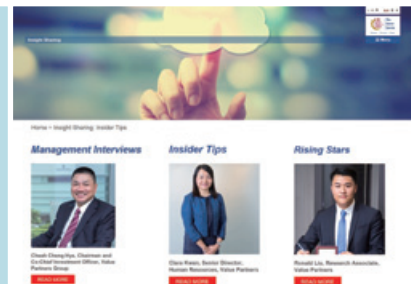 Insight Sharing
Menu
Home > Insight Sharing: Insider Tips
Management Interviews
Insider Tips
Rising Stars
Cheah Cheng Hye, Chairman and
Co-Chief Investment Officer, Value
Partners Group
READ MORE
Clara Kwan, Senior Director,
Human Resources, Value Partners
READ MORE
Ronald Liu, Research Associate,
Value Partners
READ MORE